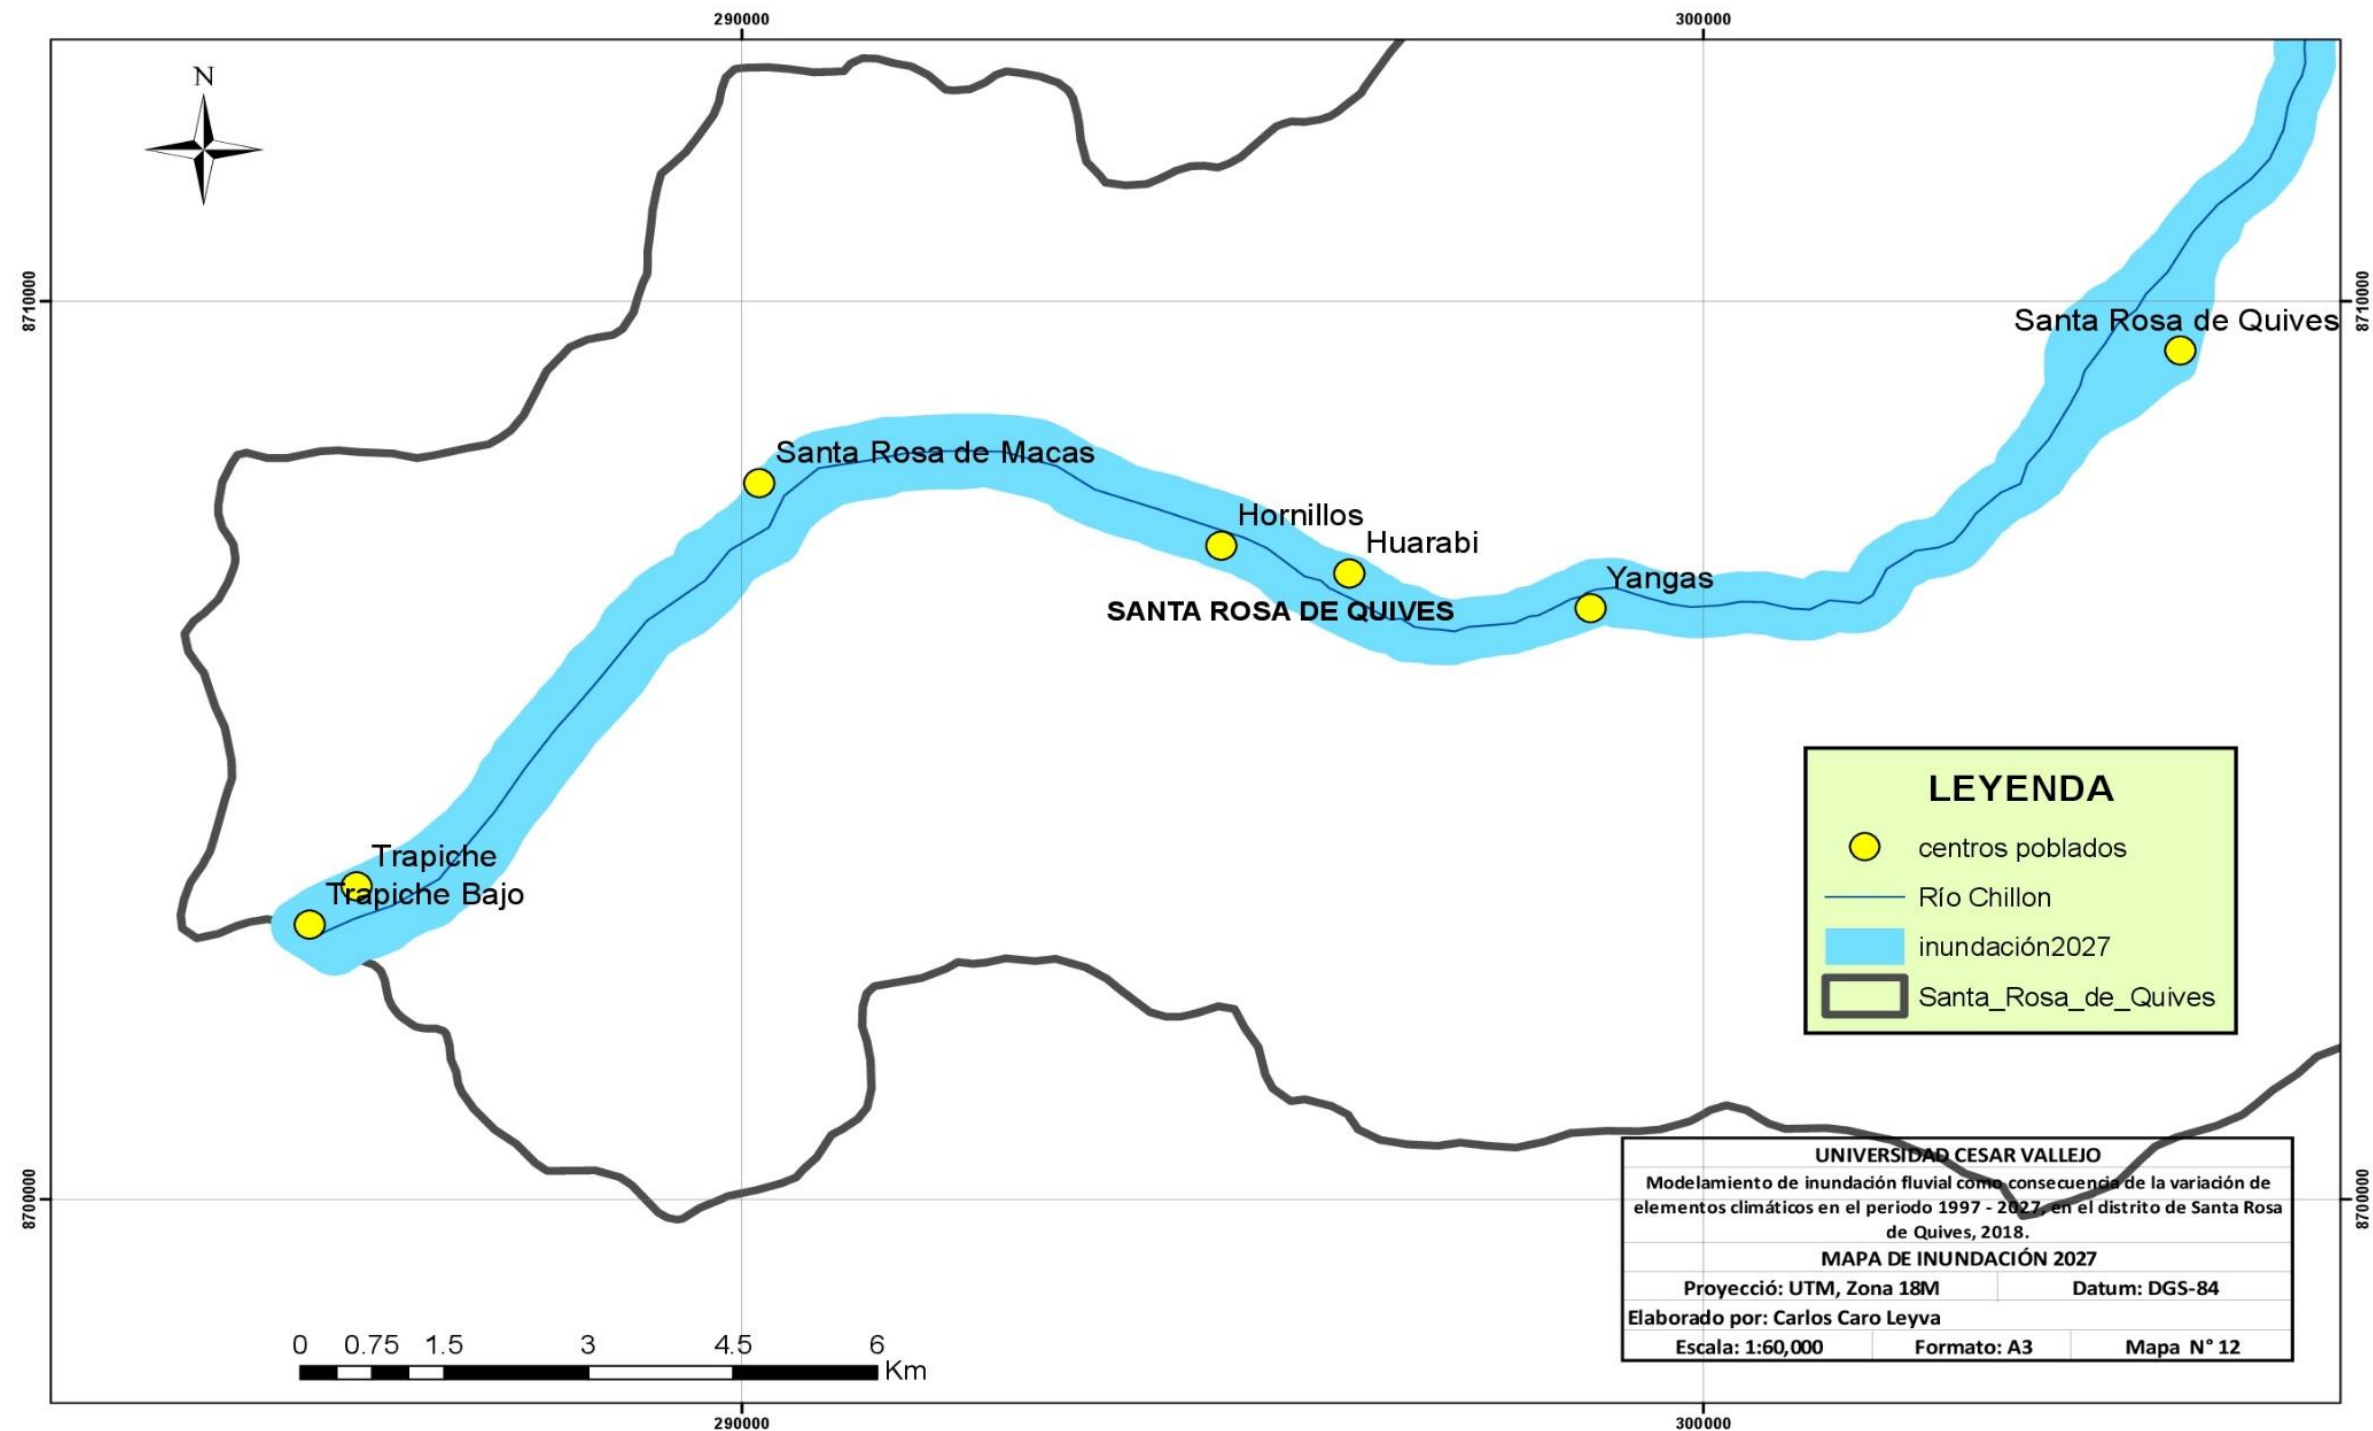 290000 300000
N
8710000 8710000
Santa Rosa de Quives
Santa Rosa de Macas
Hornillos
Huarabi
Yangas
SANTA ROSA DE QUIVES
LEYENDA
centros poblados
Río Chillon
inundación2027
Santa_Rosa_de_Quives
Trapiche
Trapiche Bajo
8700000 8700000
UNIVERSIDAD CESAR VALLEJO
Modelamiento de inundación fluvial como consecuencia de la variación de
elementos climáticos en el periodo 1997 - 2027, en el distrito de Santa Rosa
de Quives, 2018.
MAPA DE INUNDACIÓN 2027
Proyecció: UTM, Zona 18M Datum: DGS-84
Elaborado por: Carlos Caro Leyva
Escala: 1:60,000 Formato: A3 Mapa N° 12
0 0.75 1.5 3 4.5 6
Km
290000 300000